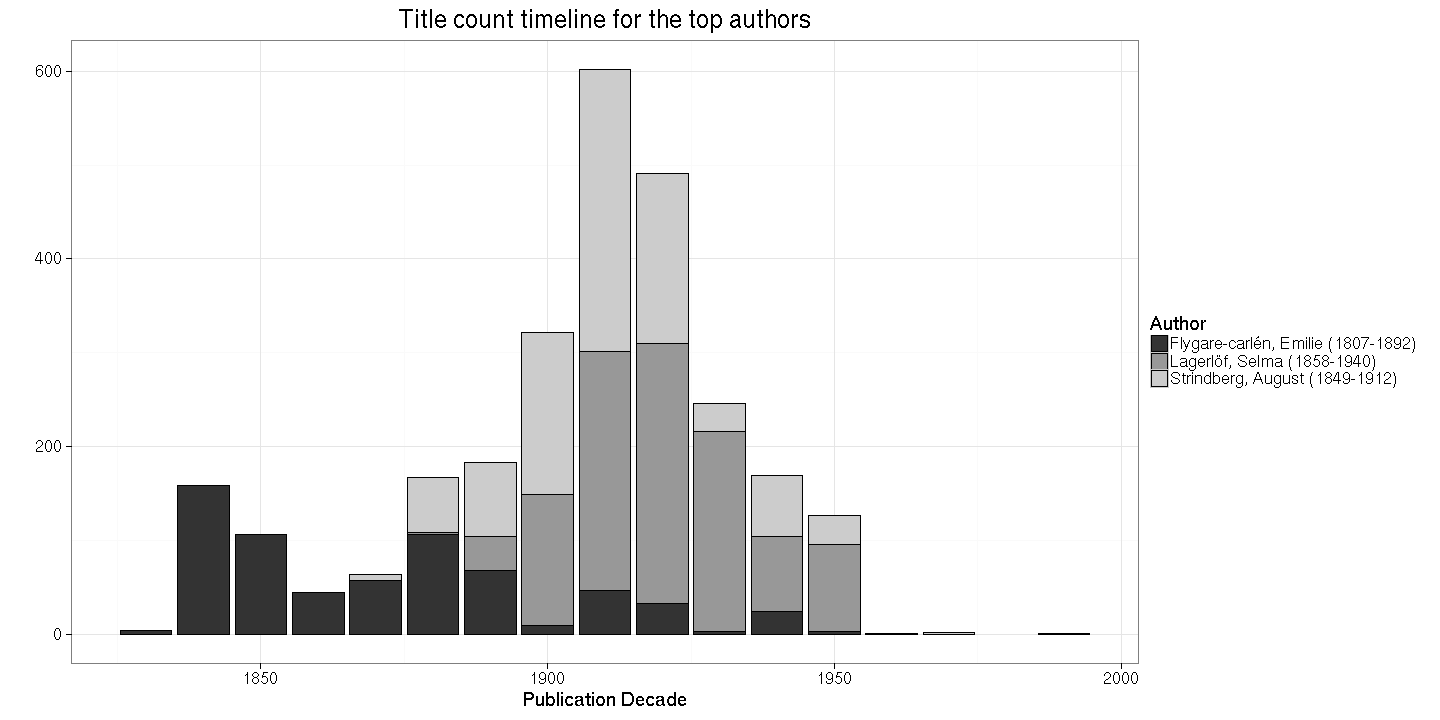 Title count timeline for the top authors
600
400
200
0
1850
1900
1950
2000
Publication Decade
Author
Flygare-carlén, Emilie (1807-1892)
Lagerlöf, Selma (1858-1940)
Strindberg, August (1849-1912)